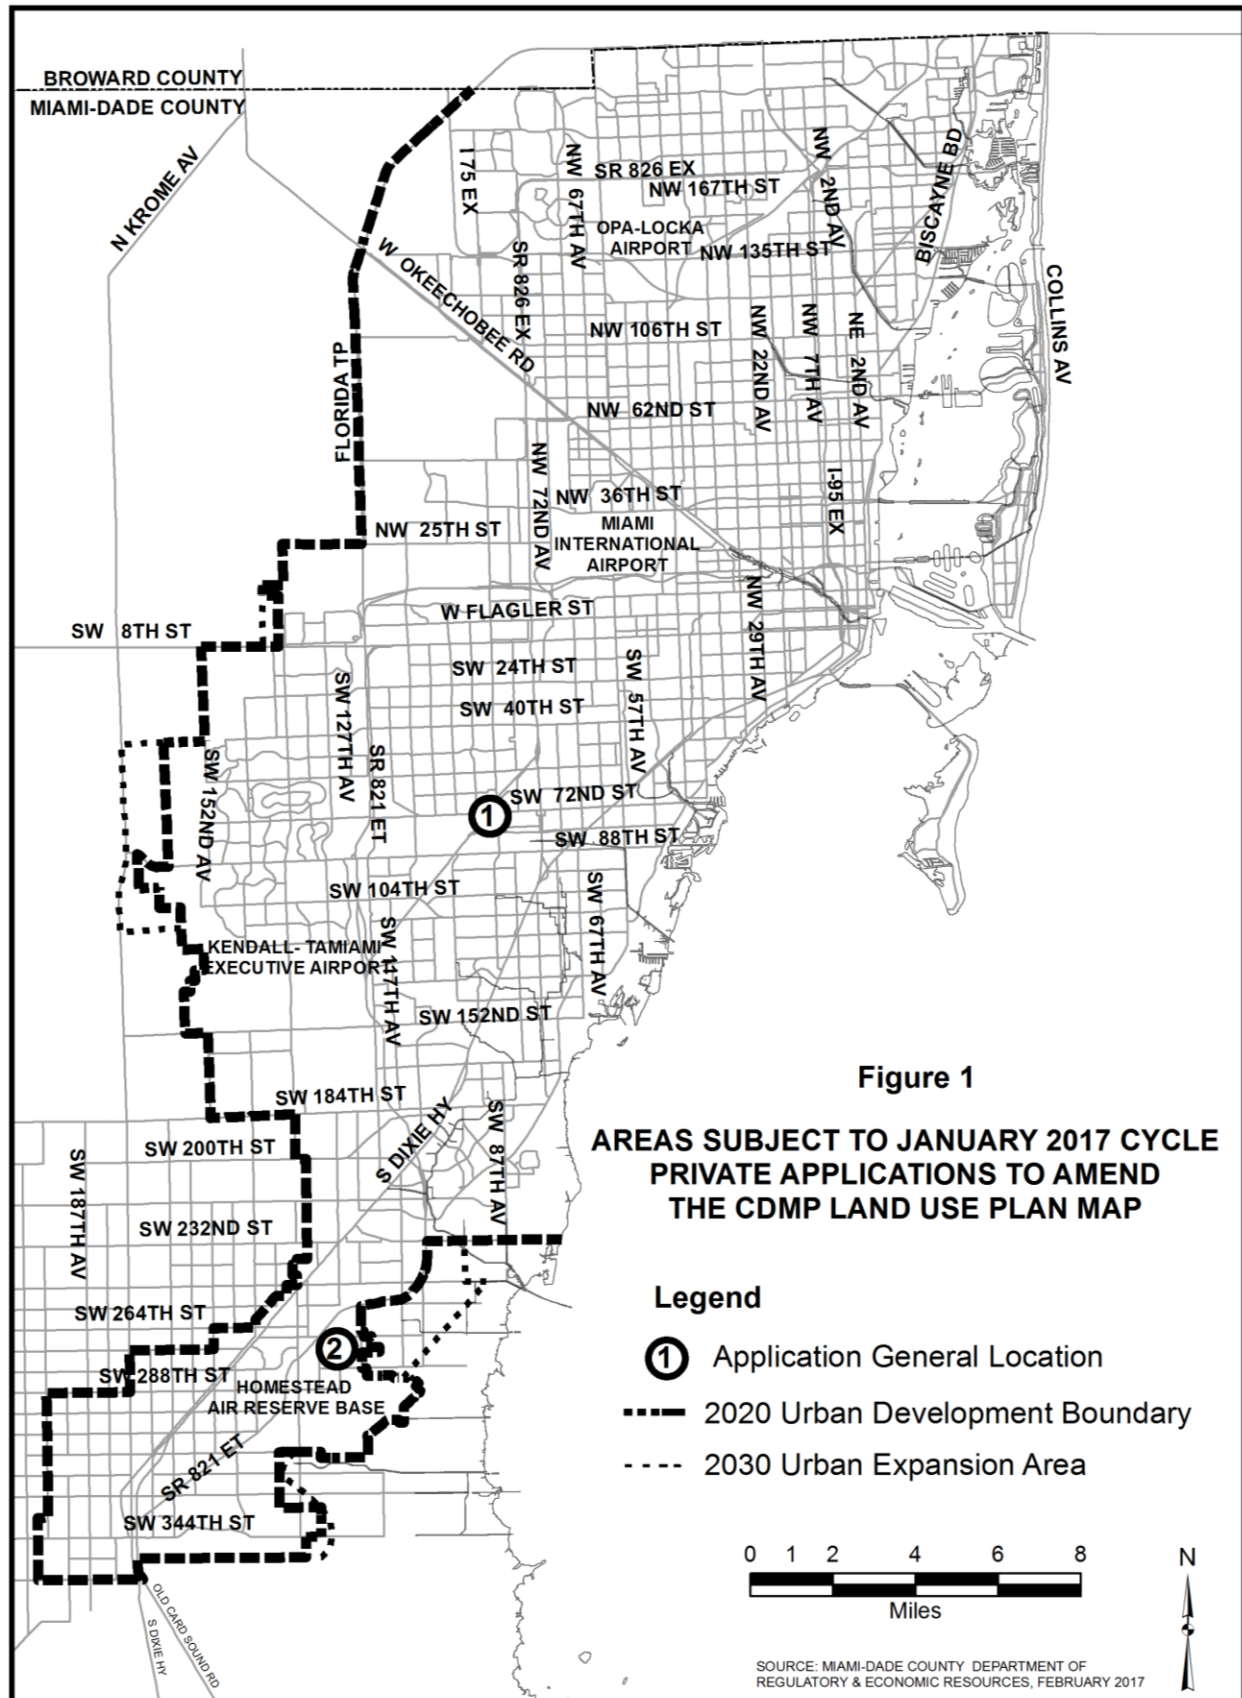 BROWARD COUNTY
MIAMI-DADE COUNTY
N KROME AV
I 75 EX
NW 67TH AV
SR 826 EX
NW 167TH ST
NW 2ND AV
BISCAYNE BD
OPA-LOCKA
AIRPORT
NW 135TH ST
W OKEECHOBEE RD
SR 826 EX
COLLINS AV
FLORIDA TP
NW 106TH ST
NW 22ND AV
NW 7TH AV
NE 2ND AV
NW 62ND ST
NW 72ND AV
NW 36TH ST
I-95 EX
NW 25TH ST
MIAMI
INTERNATIONAL
AIRPORT
W FLAGLER ST
NW 29TH AV
SW 8TH ST
SW 24TH ST
SW 57TH AV
SW 127TH AV
SW 40TH ST
SW 152ND AV
SR 821 ET
SW 72ND ST
1
SW 88TH ST
SW 104TH ST
SW 67TH AV
SW 117TH AV
KENDALL- TAMIAMI
EXECUTIVE AIRPORT
SW 152ND ST
SW 184TH ST
S DIXIE HY
SW 87TH AV
SW 200TH ST
SW 187TH AV
SW 232ND ST
SW 264TH ST
2
SW 288TH ST
HOMESTEAD
AIR RESERVE BASE
SR 821 ET
SW 344TH ST
OLD CARD SOUND RD
S DIXIE HY
Figure 1
AREAS SUBJECT TO JANUARY 2017 CYCLE
PRIVATE APPLICATIONS TO AMEND
THE CDMP LAND USE PLAN MAP
Legend
1 Application General Location
2020 Urban Development Boundary
2030 Urban Expansion Area
0 1 2 4 6 8
Miles
N
SOURCE: MIAMI-DADE COUNTY DEPARTMENT OF
REGULATORY & ECONOMIC RESOURCES, FEBRUARY 2017